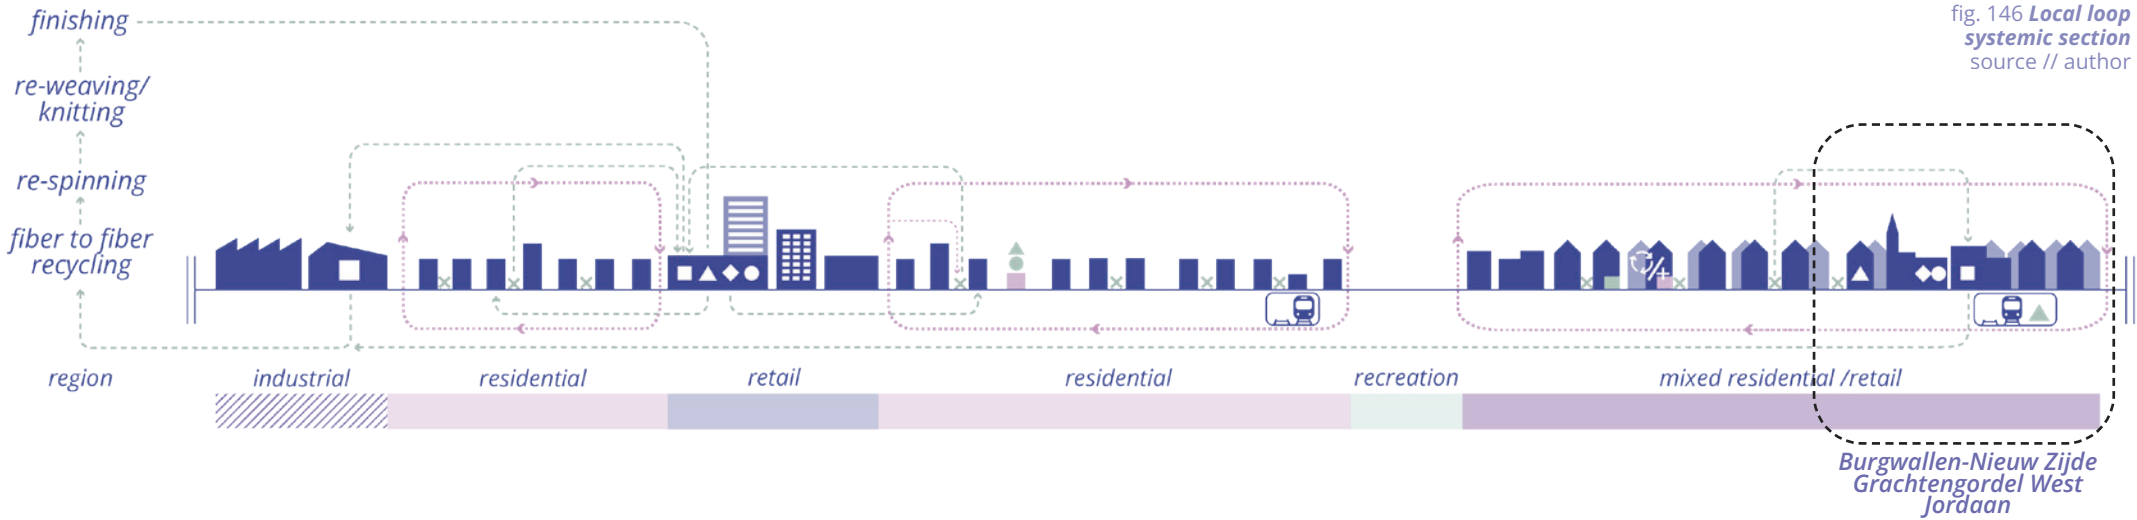 fig. 146 Local loop
systemic section
source // author
finishing
re-weaving/
knitting
re-spinning
fiber to fiber
recycling
region
industrial
residential
retail
residential
recreation
mixed residential /retail
Burgwallen-Nieuw Zijde
Grachtengordel West
Jordaan